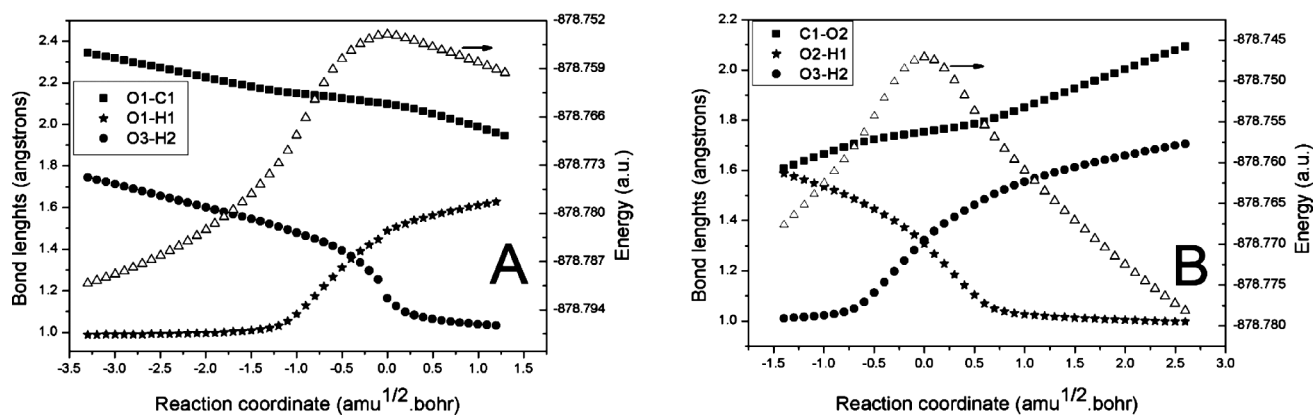 2.4
2.2
2.0
1.8
1.6
1.4
1.2
1.0
Bond lenghts (angstrons)
O1-C1
O1-H1
O3-H2
A
-878.752
-878.759
-878.766
-878.773
-878.780
-878.787
-878.794
Energy (a.u.)
-3.5 -3.0 -2.5 -2.0 -1.5 -1.0 -0.5 0.0 0.5 1.0 1.5
Reaction coordinate (amu1/2.bohr)
2.2
2.0
1.8
1.6
1.4
1.2
1.0
Bond lenghts (angstrons)
C1-O2
O2-H1
O3-H2
B
-878.745
-878.750
-878.755
-878.760
-878.765
-878.770
-878.775
-878.780
Energy (a.u.)
-1.5 -1.0 -0.5 0.0 0.5 1.0 1.5 2.0 2.5 3.0
Reaction coordinate (amu1/2.bohr)